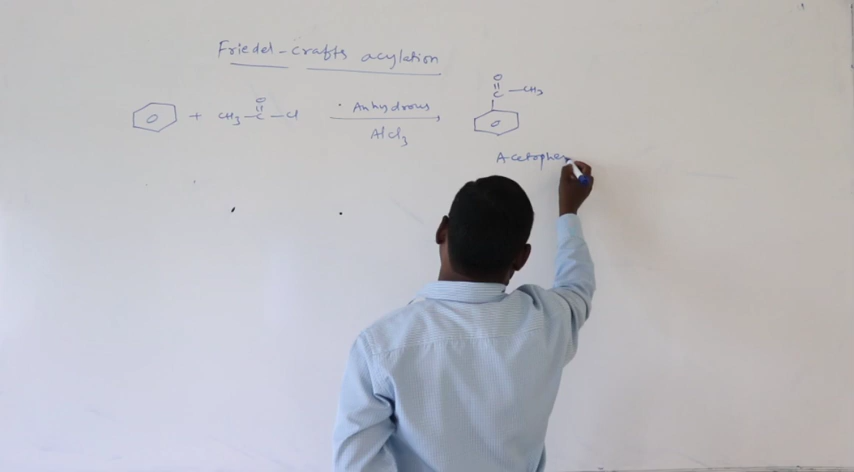 Friedel-crafts acylation
O
||
C-CH3
O
||
+ CH3-C-Cl
Anhydrous
AlCl3
Acetophen